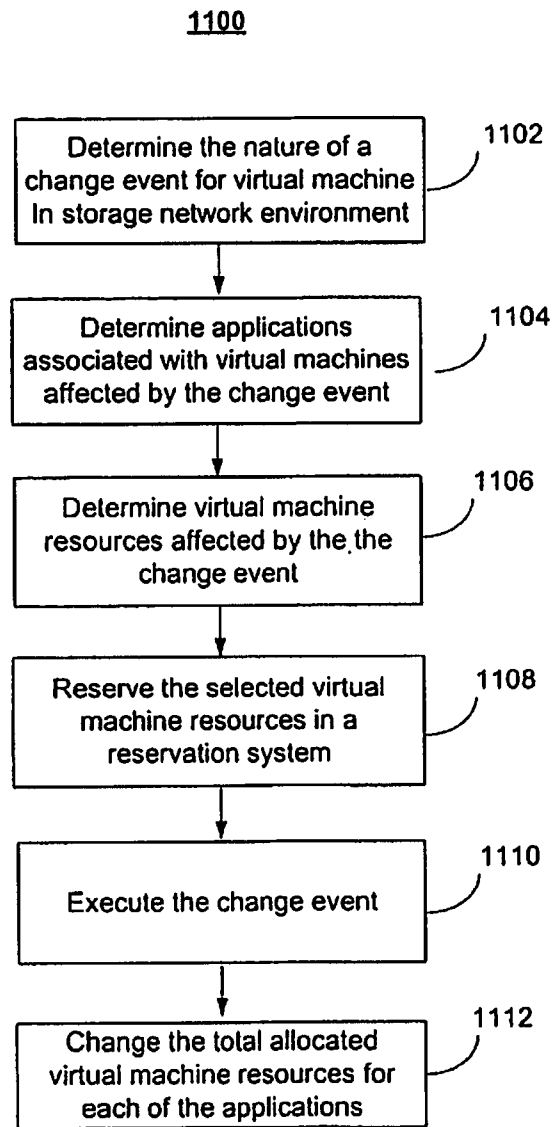 1100
1102
Determine the nature of a
change event for virtual machine
In storage network environment
1104
Determine applications
associated with virtual machines
affected by the change event
1106
Determine virtual machine
resources affected by the the
change event
1108
Reserve the selected virtual
machine resources in a
reservation system
1110
Execute the change event
1112
Change the total allocated
virtual machine resources for
each of the applications